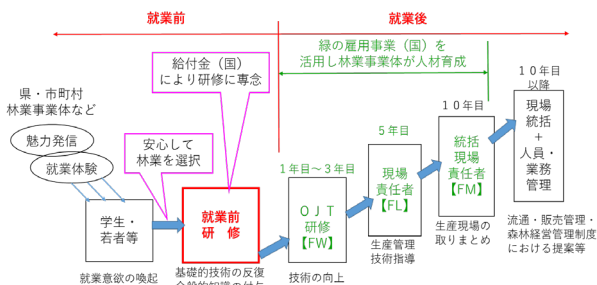 就業前
就業後
給付金（国）
により研修に専念
緑の雇用事業（国）を
活用し林業事業体が人材育成
県・市町村
林業事業体など
魅力発信
就業体験
安心して
林業を選択
学生・
若者等
就業意欲の喚起
就業前
研　修
基礎的技術の反復
1年目～3年目
ＯＪＴ
研修
【FW】
技術の向上
5年目
現場
責任者
【FL】
生産管理
技術指導
10年目
統括
現場
責任者
【FM】
生産現場の
取りまとめ
10年目
以降
現場
統括
＋
人員・
業務
管理
流通・販売管理・
森林経営管理制度
における提案等